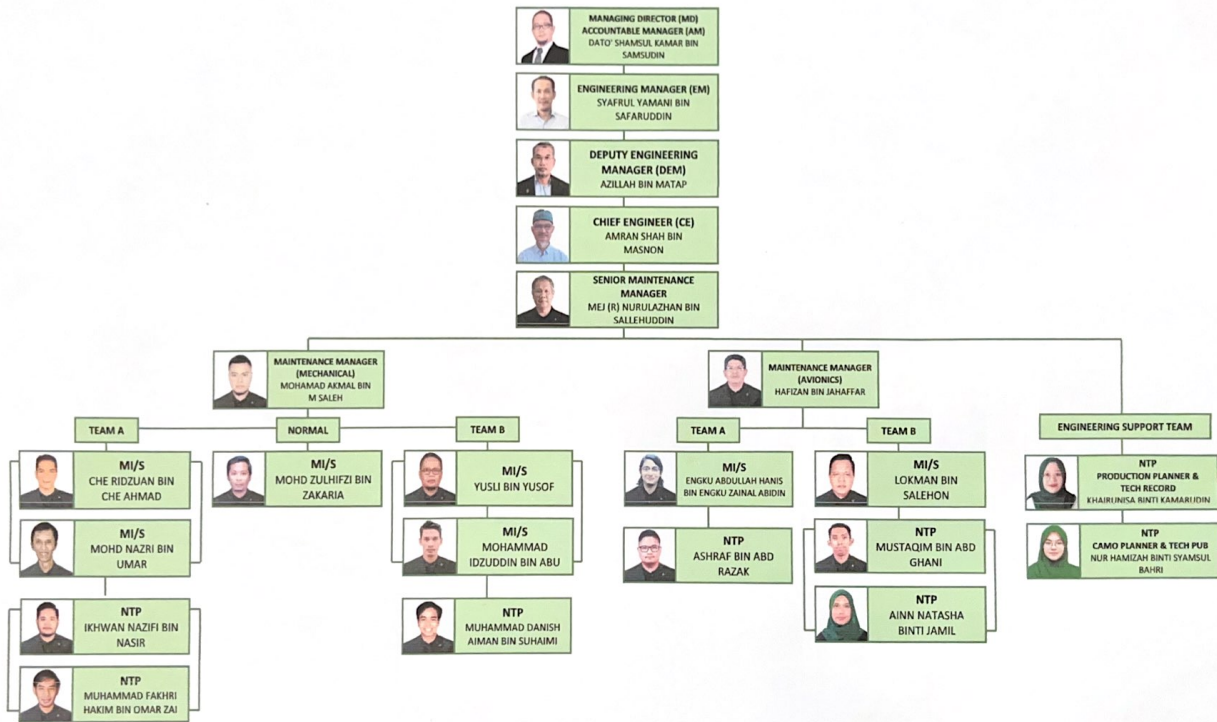 MANAGING DIRECTOR (MD)
ACCOUNTABLE MANAGER (AM)
DATO' SHAMSUL KAMAR BIN
SAMSUDIN
ENGINEERING MANAGER (EM)
SYAFRUL YAMANI BIN
SAFARUDDIN
DEPUTY ENGINEERING
MANAGER (DEM)
AZILLAH BIN MATAP
CHIEF ENGINEER (CE)
AMRAN SHAH BIN
MASNON
SENIOR MAINTENANCE
MANAGER
MEJ (R) NURULAZHAN BIN
SALLEHUDDIN
MAINTENANCE MANAGER
(MECHANICAL)
MOHAMAD AKMAL BIN
M SALEH
TEAM A
NORMAL
TEAM B
MI/S
CHE RIDZUAN BIN
CHE AHMAD
MI/S
MOHD NAZRI BIN
UMAR
NTP
IKHWAN NAZIFI BIN
NASIR
NTP
MUHAMMAD FAKHRI
HAKIM BIN OMAR ZAI
MI/S
MOHD ZULHIFZI BIN
ZAKARIA
MI/S
YUSLI BIN YUSOF
MI/S
MOHAMMAD
IDZUDDIN BIN ABU
NTP
MUHAMMAD DANISH
AIMAN BIN SUHAIMI
MAINTENANCE MANAGER
(AVIONICS)
HAFIZAN BIN JAHAFFAR
TEAM A
TEAM B
MI/S
ENGKU ABDULLAH HANIS
BIN ENGKU ZAINAL ABIDIN
NTP
ASHRAF BIN ABD
RAZAK
MI/S
LOKMAN BIN
SALEHON
NTP
MUSTAQIM BIN ABD
GHANI
NTP
AINN NATASHA
BINTI JAMIL
ENGINEERING SUPPORT TEAM
NTP
PRODUCTION PLANNER &
TECH RECORD
KHAIRUNISA BINTI KAMARUDIN
NTP
CAMO PLANNER & TECH PUB
NUR HAMIZAH BINTI SYAMSUL
BAHRI